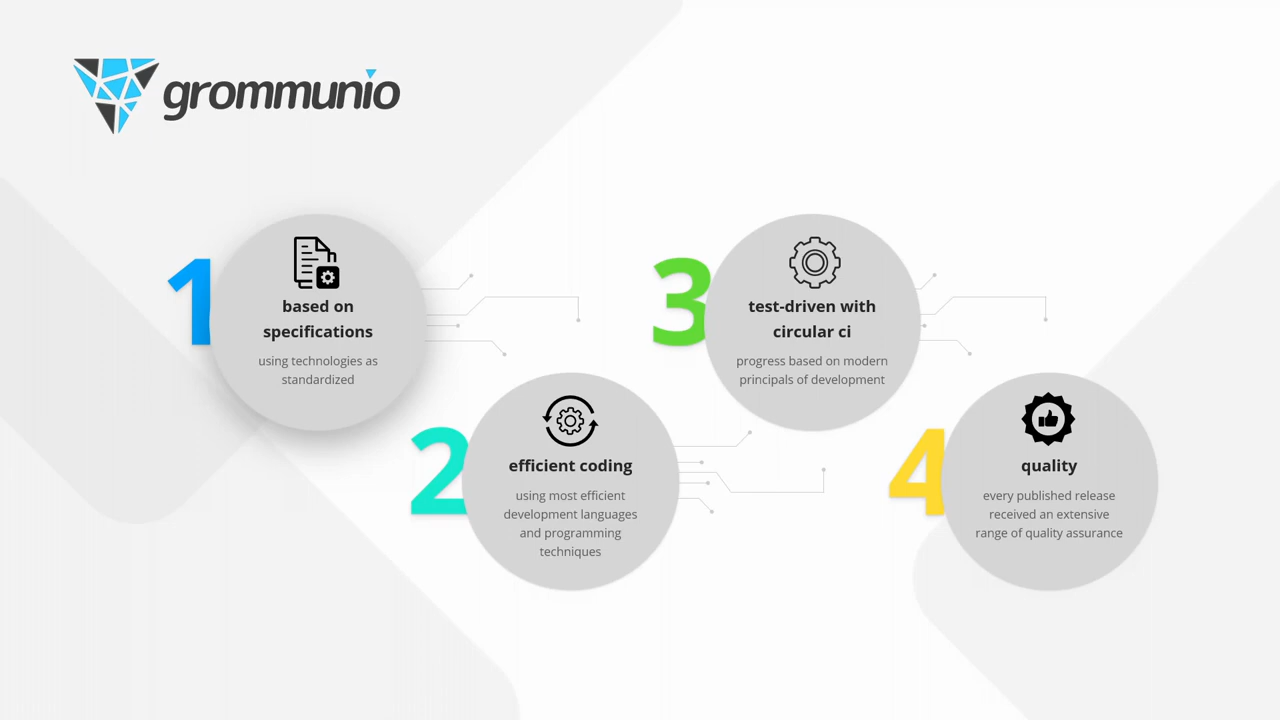 grommunio
1
based on
specifications
using technologies as
standardized
2
efficient coding
using most efficient
development languages
and programming
techniques
3
test-driven with
circular ci
progress based on modern
principals of development
4
quality
every published release
received an extensive
range of quality assurance